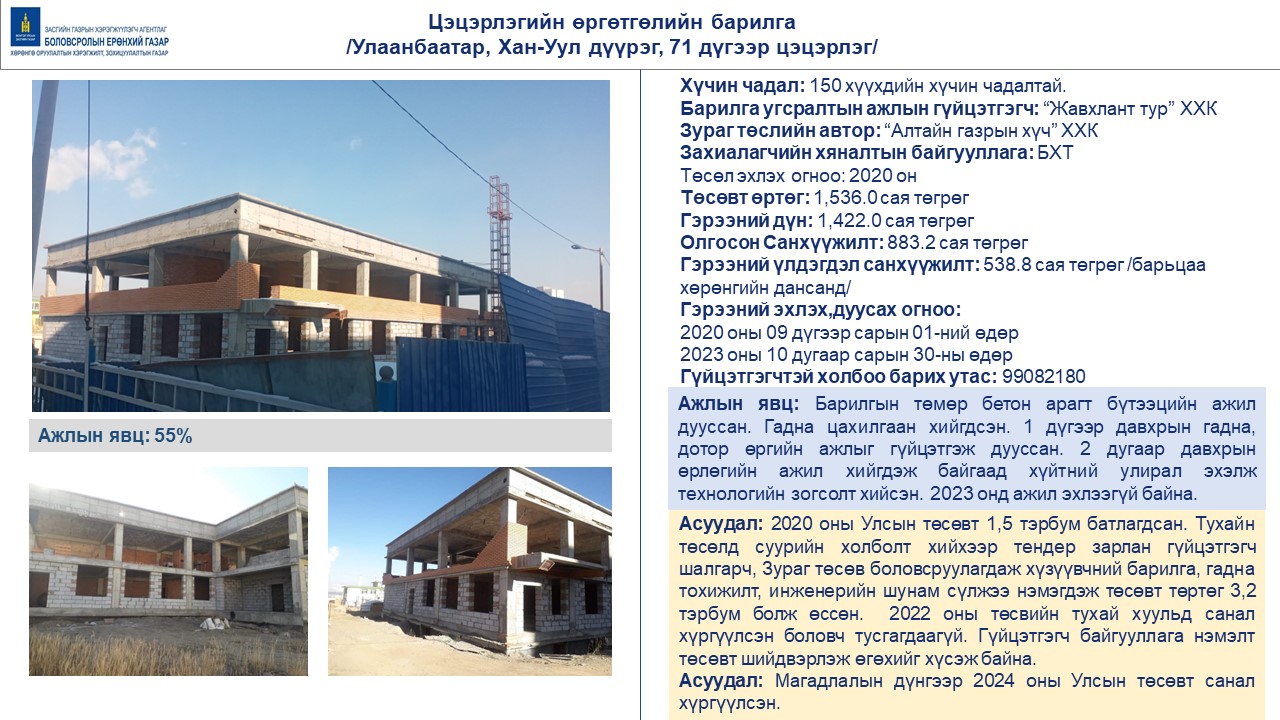 ЗАСГИЙН ГАЗРЫН ХЭРЭГЖҮҮЛЭГЧ АГЕНТЛАГ
БОЛОВСРОЛЫН ЕРӨНХИЙ ГАЗАР
ХӨРӨНГӨ ОРУУЛАЛТЫН ХЭРЭГЖИЛТ, ЗОХИЦУУЛАЛТЫН ГАЗАР
Цэцэрлэгийн өргөтгөлийн барилга
/Улаанбаатар, Хан-Уул дүүрэг, 71 дүгээр цэцэрлэг/
Ажлын явц: 55%
Хүчин чадал: 150 хүүхдийн хүчин чадалтай.
Барилга угсралтын ажлын гүйцэтгэгч: “Жавхлант тур” ХХК
Зураг төслийн автор: “Алтайн газрын хүч” ХХК
Захиалагчийн хяналтын байгууллага: БХТ
Төсөл эхлэх огноо: 2020 он
Төсөвт өртөг: 1,536.0 сая төгрөг
Гэрээний дүн: 1,422.0 сая төгрөг
Олгосон Санхүүжилт: 883.2 сая төгрөг
Гэрээний үлдэгдэл санхүүжилт: 538.8 сая төгрөг /барьцаа
хөрөнгийн дансанд/
Гэрээний эхлэх,дуусах огноо:
2020 оны 09 дүгээр сарын 01-ний өдөр
2023 оны 10 дугаар сарын 30-ны өдөр
Гүйцэтгэгчтэй холбоо барих утас: 99082180
Ажлын явц: Барилгын төмөр бетон арагт бүтээцийн ажил
дууссан. Гадна цахилгаан хийгдсэн. 1 дүгээр давхрын гадна,
дотор өргийн ажлыг гүйцэтгэж дууссан. 2 дугаар давхрын
өрлөгийн ажил хийгдэж байгаад хүйтний улирал эхэлж
технологийн зогсолт хийсэн. 2023 онд ажил эхлээгүй байна.
Асуудал: 2020 оны Улсын төсөвт 1,5 тэрбум батлагдсан. Тухайн
төсөлд суурийн холболт хийхээр тендер зарлан гүйцэтгэгч
шалгарч, Зураг төсөв боловсруулагдаж хүзүүвчний барилга, гадна
тохижилт, инженерийн шунам сүлжээ нэмэгдэж төсөвт төртөг 3,2
тэрбум болж өссөн. 2022 оны төсвийн тухай хуульд санал
хүргүүлсэн боловч тусгагдаагүй. Гүйцэтгэгч байгууллага нэмэлт
төсөвт шийдвэрлэж өгөхийг хүсэж байна.
Асуудал: Магадлалын дүнгээр 2024 оны Улсын төсөвт санал
хүргүүлсэн.